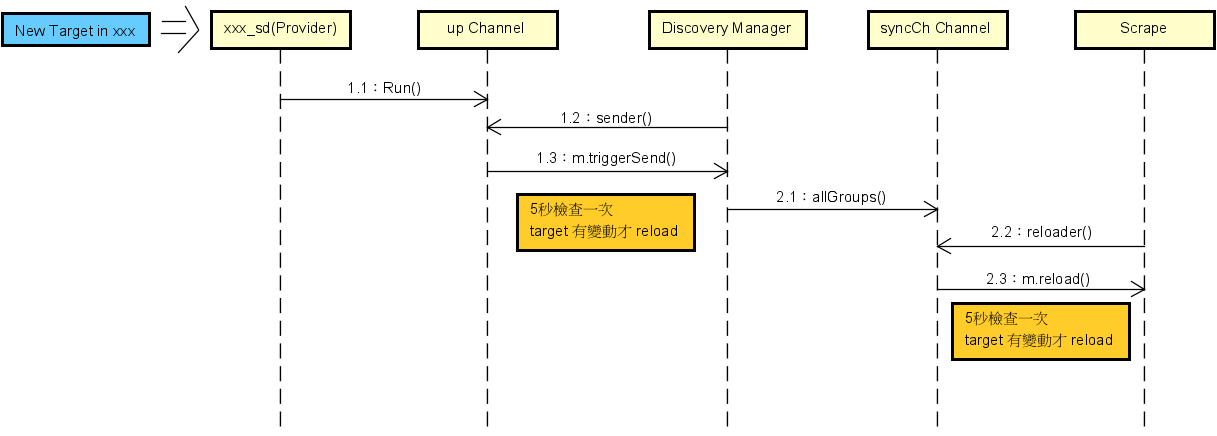 New Target in xxx
xxx_sd(Provider)
up Channel
Discovery Manager
syncCh Channel
Scrape
1.1：Run()
1.2：sender()
1.3：m.triggerSend()
5秒檢查一次
target 有變動才 reload
2.1：allGroups()
2.2：reloader()
2.3：m.reload()
5秒檢查一次
target 有變動才 reload